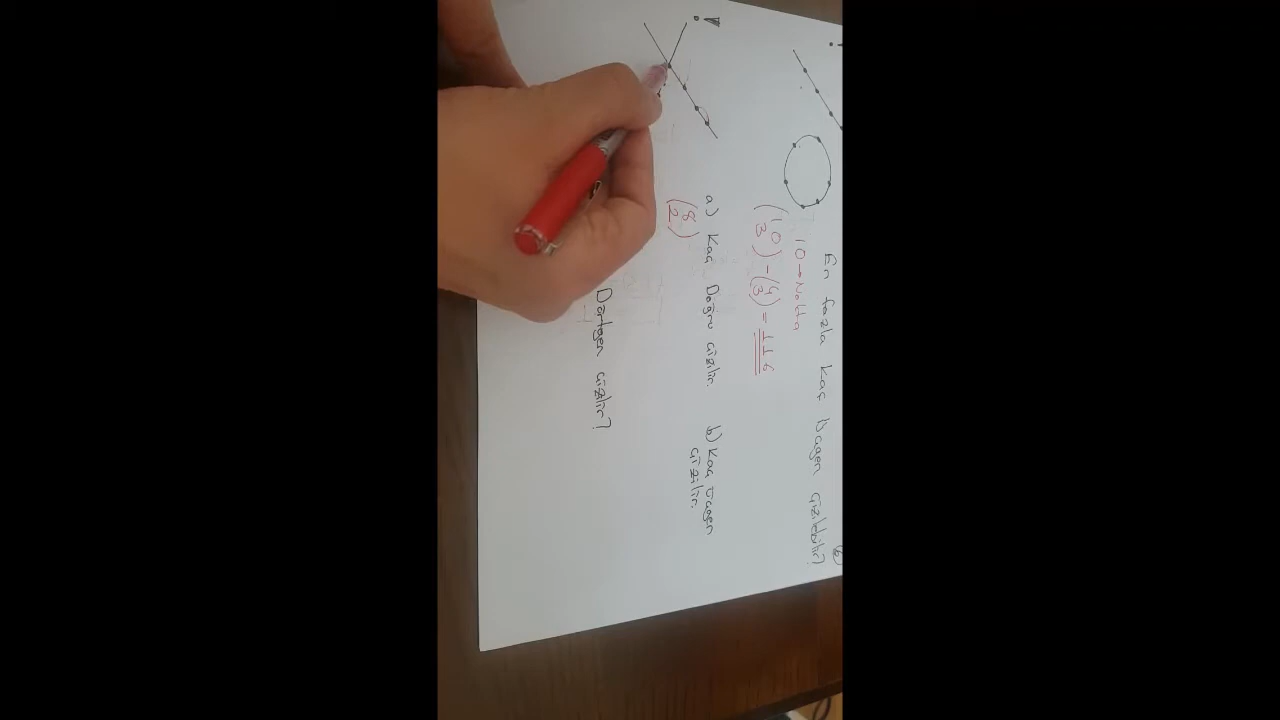 En fazla Kaç Üçgen çizilebilir?
10 → Nokta
(10 3) - (4 3) = 116
a) Kaç Doğru çizilir.
b) Kaç Üçgen
çizilir.
(8 2)
Dörtgen çizilir?